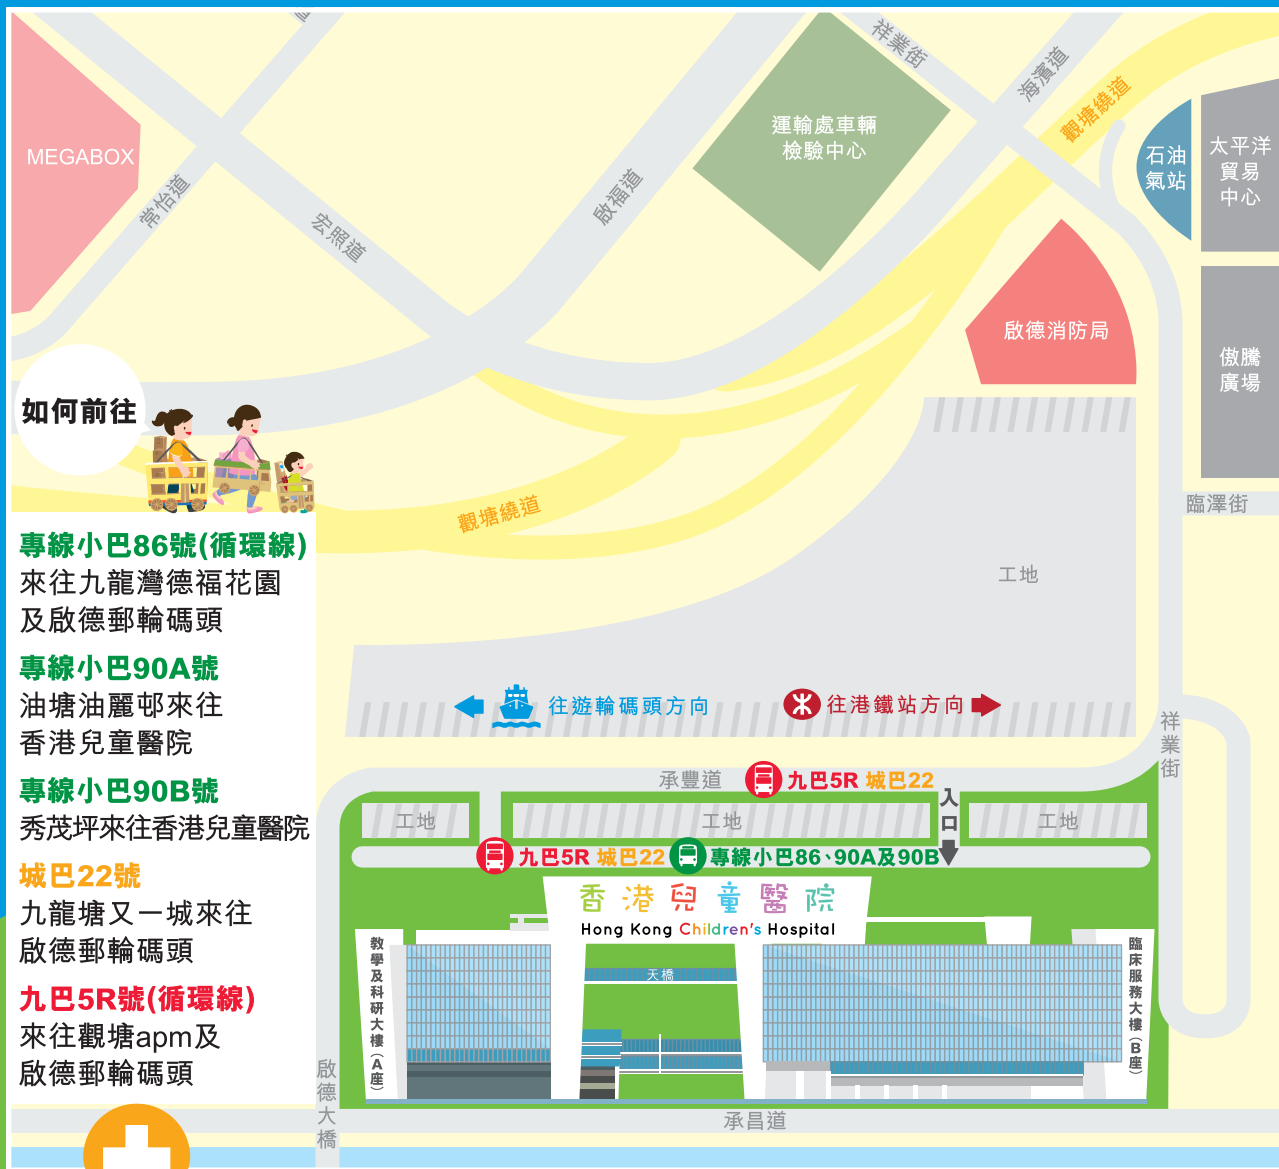 祥業街
海濱道
觀塘繞道
運輸處車輛
檢驗中心
石油
氣站
太平洋
貿易
中心
MEGABOX
常怡道
宏照道
啟福道
啟德消防局
傲騰
廣場
如何前往
觀塘繞道
臨澤街
專線小巴86號(循環線)
來往九龍灣德福花園
及啟德郵輪碼頭
專線小巴90A號
油塘油麗邨來往
香港兒童醫院
專線小巴90B號
秀茂坪來往香港兒童醫院
城巴22號
九龍塘又一城來往
啟德郵輪碼頭
九巴5R號(循環線)
來往觀塘apm及
啟德郵輪碼頭
工地
往遊輪碼頭方向
往港鐵站方向
祥業街
承豐道
九巴5R 城巴22
入口
工地
工地
工地
九巴5R 城巴22
專線小巴86、90A及90B
香港兒童醫院
Hong Kong Children's Hospital
教學及科研大樓（A座）
天橋
臨床服務大樓（B座）
啟德大橋
承昌道